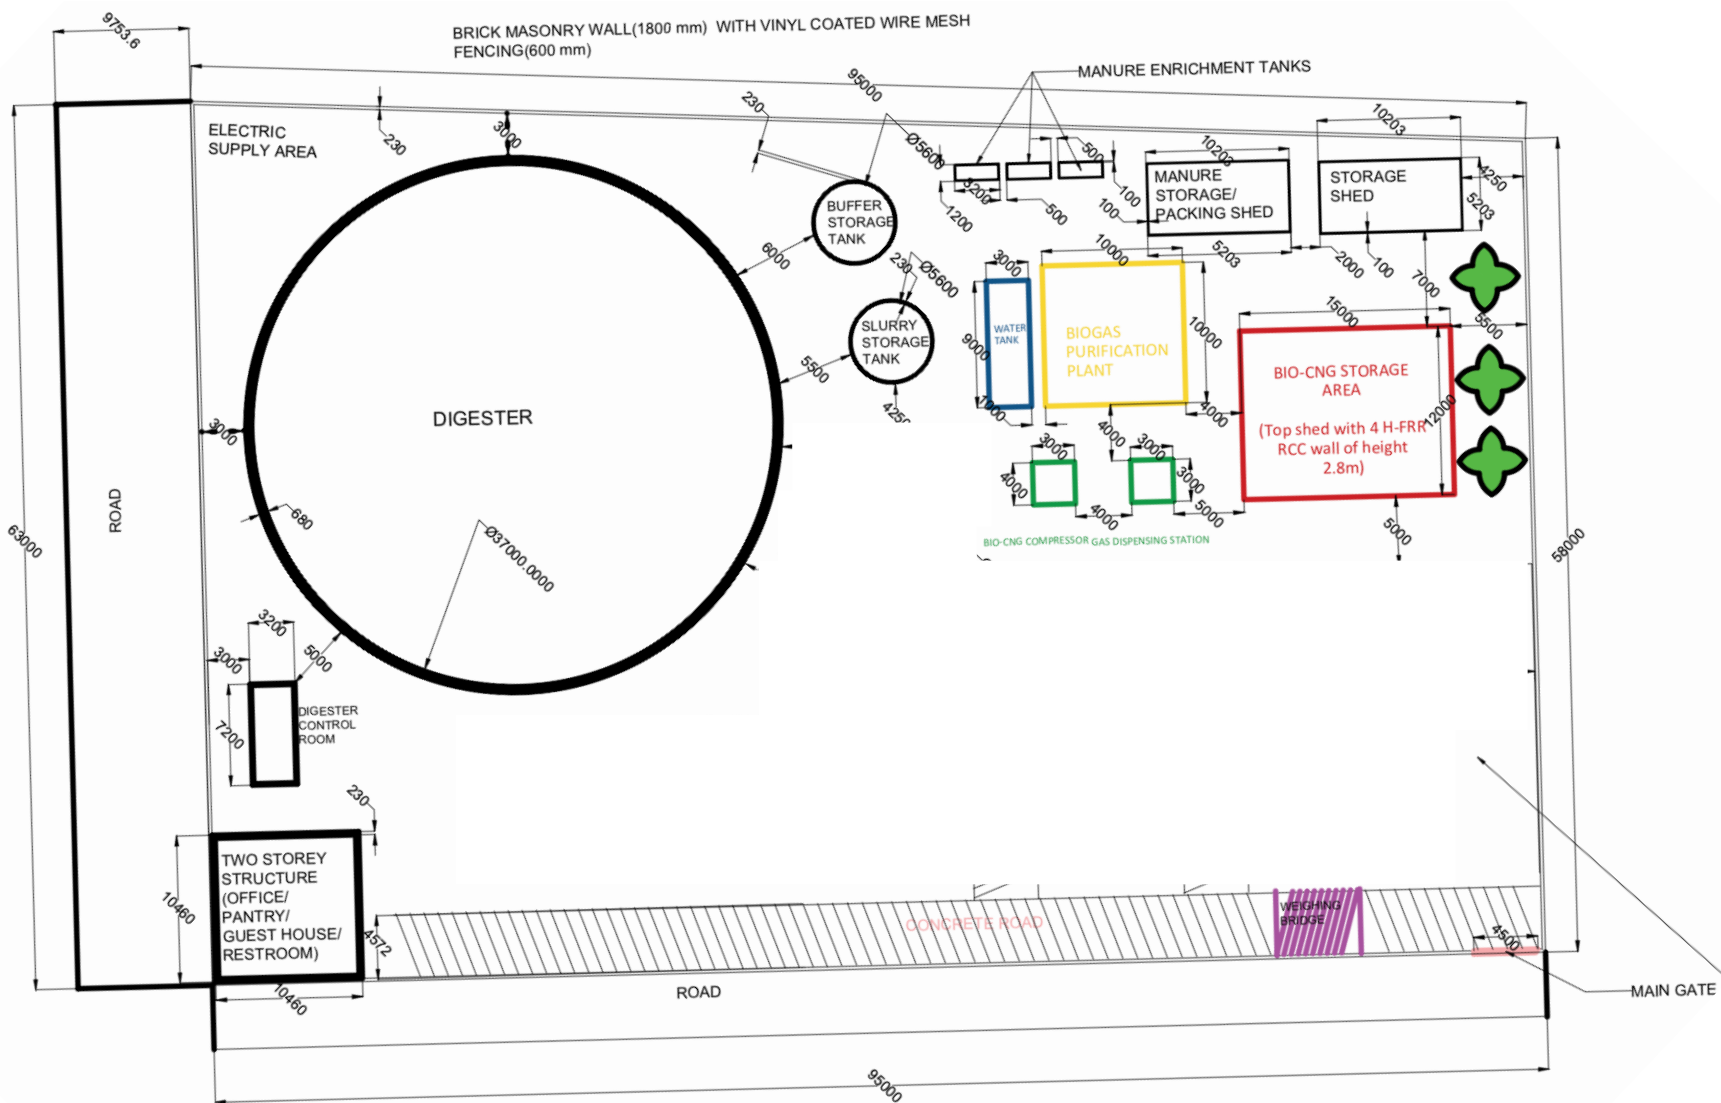 9753.6
BRICK MASONRY WALL(1800 mm)  WITH VINYL COATED WIRE MESH
FENCING(600 mm)
95000
MANURE ENRICHMENT TANKS
230
ELECTRIC
SUPPLY AREA
230
3000
Ø5600
500
3200
1200
500
100
10203
MANURE
STORAGE/
PACKING SHED
100
5203
10203
STORAGE
SHED
4250
5203
2000
100
7000
BUFFER
STORAGE
TANK
6000
230
Ø5600
SLURRY
STORAGE
TANK
5500
4250
3000
WATER
TANK
9000
1000
10000
BIOGAS
PURIFICATION
PLANT
10000
4000
4000
15000
5500
BIO-CNG STORAGE
AREA
(Top shed with 4 H-FRR
RCC wall of height
2.8m)
12000
5000
3000
4000
4000
3000
3000
5000
BIO-CNG COMPRESSOR
GAS DISPENSING STATION
DIGESTER
3000
680
Ø37000.0000
ROAD
63000
58000
3200
3000
5000
7200
DIGESTER
CONTROL
ROOM
230
TWO STOREY
STRUCTURE
(OFFICE/
PANTRY/
GUEST HOUSE/
RESTROOM)
10460
10460
4572
CONCRETE ROAD
WEIGHING
BRIDGE
4500
MAIN GATE
ROAD
95000